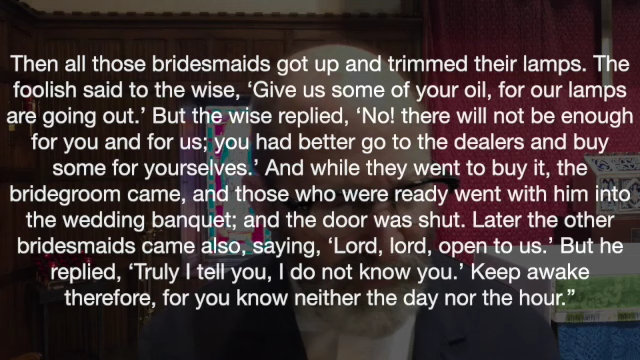 Then all those bridesmaids got up and trimmed their lamps. The
foolish said to the wise, ‘Give us some of your oil, for our lamps
are going out.’ But the wise replied, ‘No! there will not be enough
for you and for us; you had better go to the dealers and buy
some for yourselves.’ And while they went to buy it, the
bridegroom came, and those who were ready went with him into
the wedding banquet; and the door was shut. Later the other
bridesmaids came also, saying, ‘Lord, lord, open to us.’ But he
replied, ‘Truly I tell you, I do not know you.’ Keep awake
therefore, for you know neither the day nor the hour.”